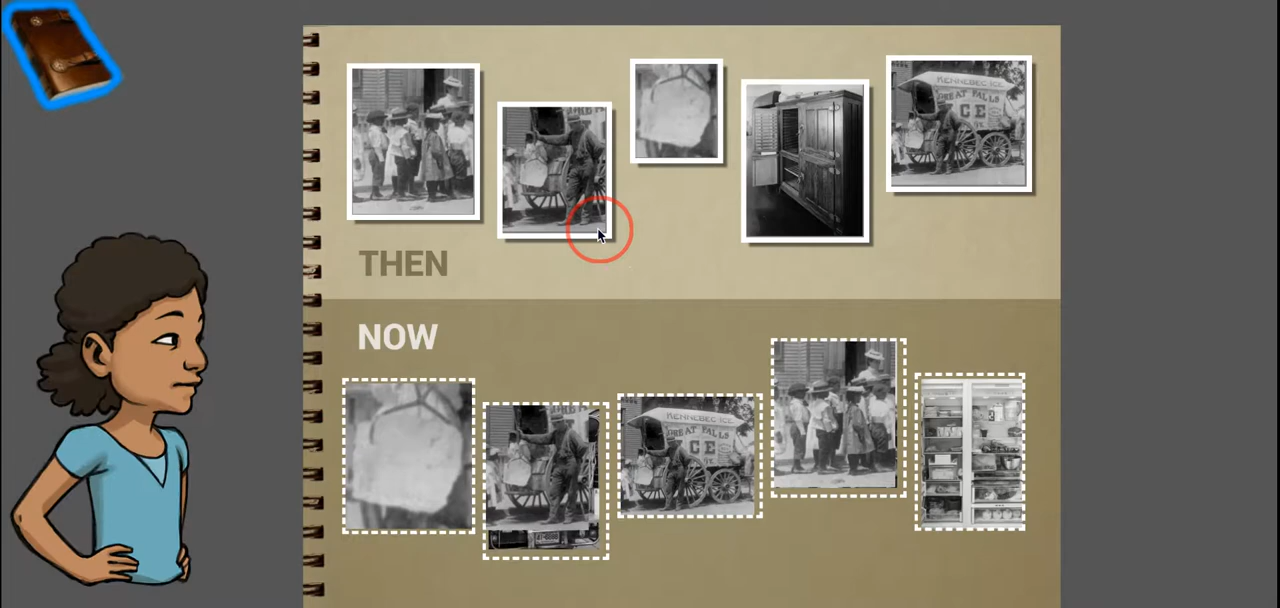 KENNEBEC ICE
GREAT FALLS
ICE
THEN
NOW
KENNEBEC ICE
GREAT FALLS
ICE